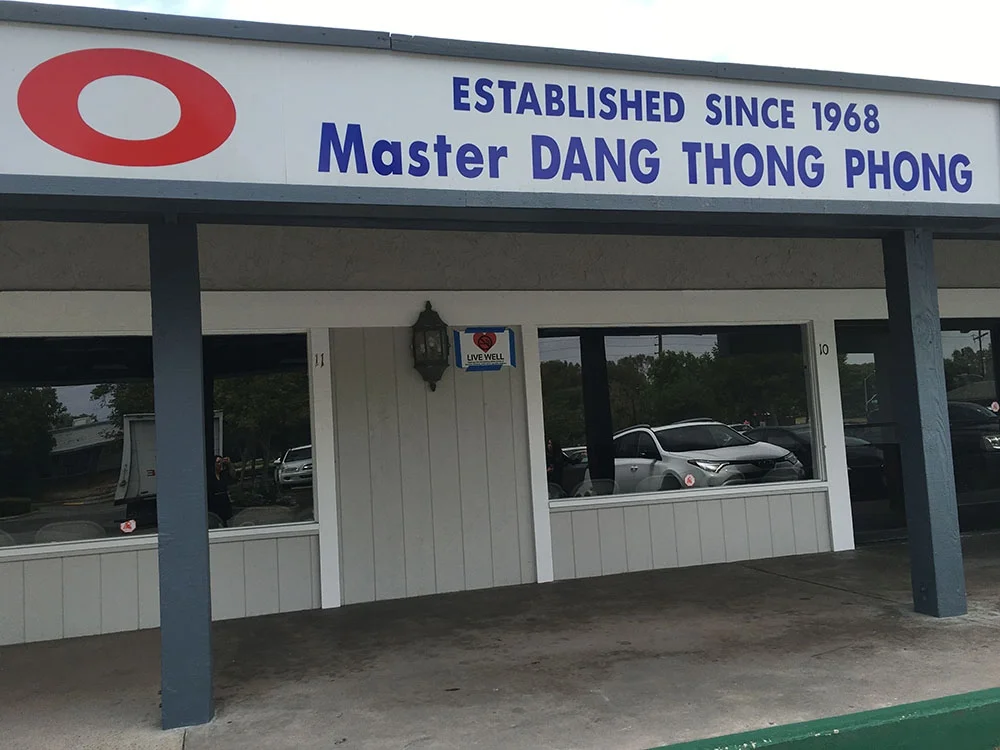 O
ESTABLISHED SINCE 1968
Master DANG THONG PHONG
11
LIVE WELL
10